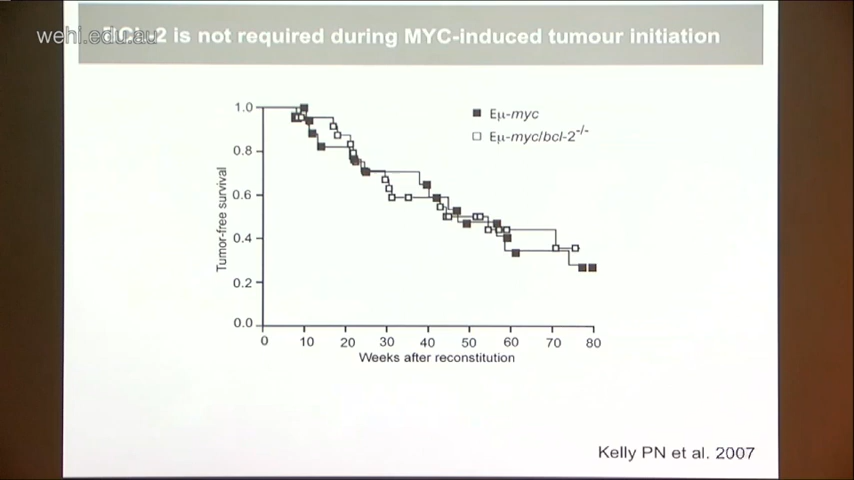 wehi.edu.au
is not required during MYC-induced tumour initiation
Eμ-myc
Eμ-myc/bcl-2-/-
1.0
0.8
0.6
0.4
0.2
0.0
Tumor-free survival
0 10 20 30 40 50 60 70 80
Weeks after reconstitution
Kelly PN et al. 2007